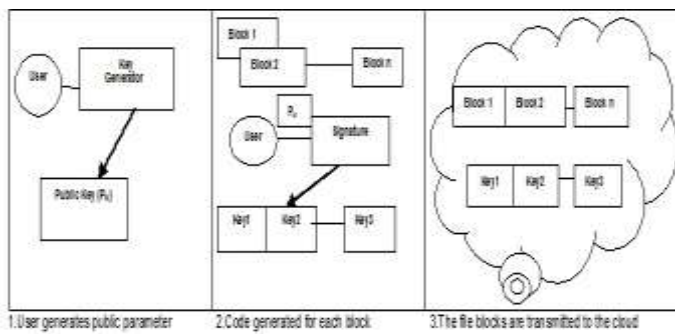 User
Key
Generator
Public Key (Pu)
1.User generates public parameter
Block 1
Block 2
Block n
Pu
User
Signature
Key1
Key2
Key3
2.Code generated for each block
Block 1
Block 2
Block n
Key1
Key2
Key3
3.The file blocks are transmitted to the cloud